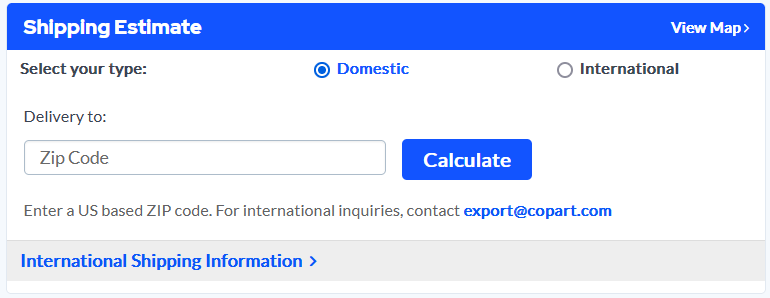 Shipping Estimate View Map›
Select your type: Domestic International
Delivery to:
Zip Code Calculate
Enter a US based ZIP code. For international inquiries, contact export@copart.com
International Shipping Information ›